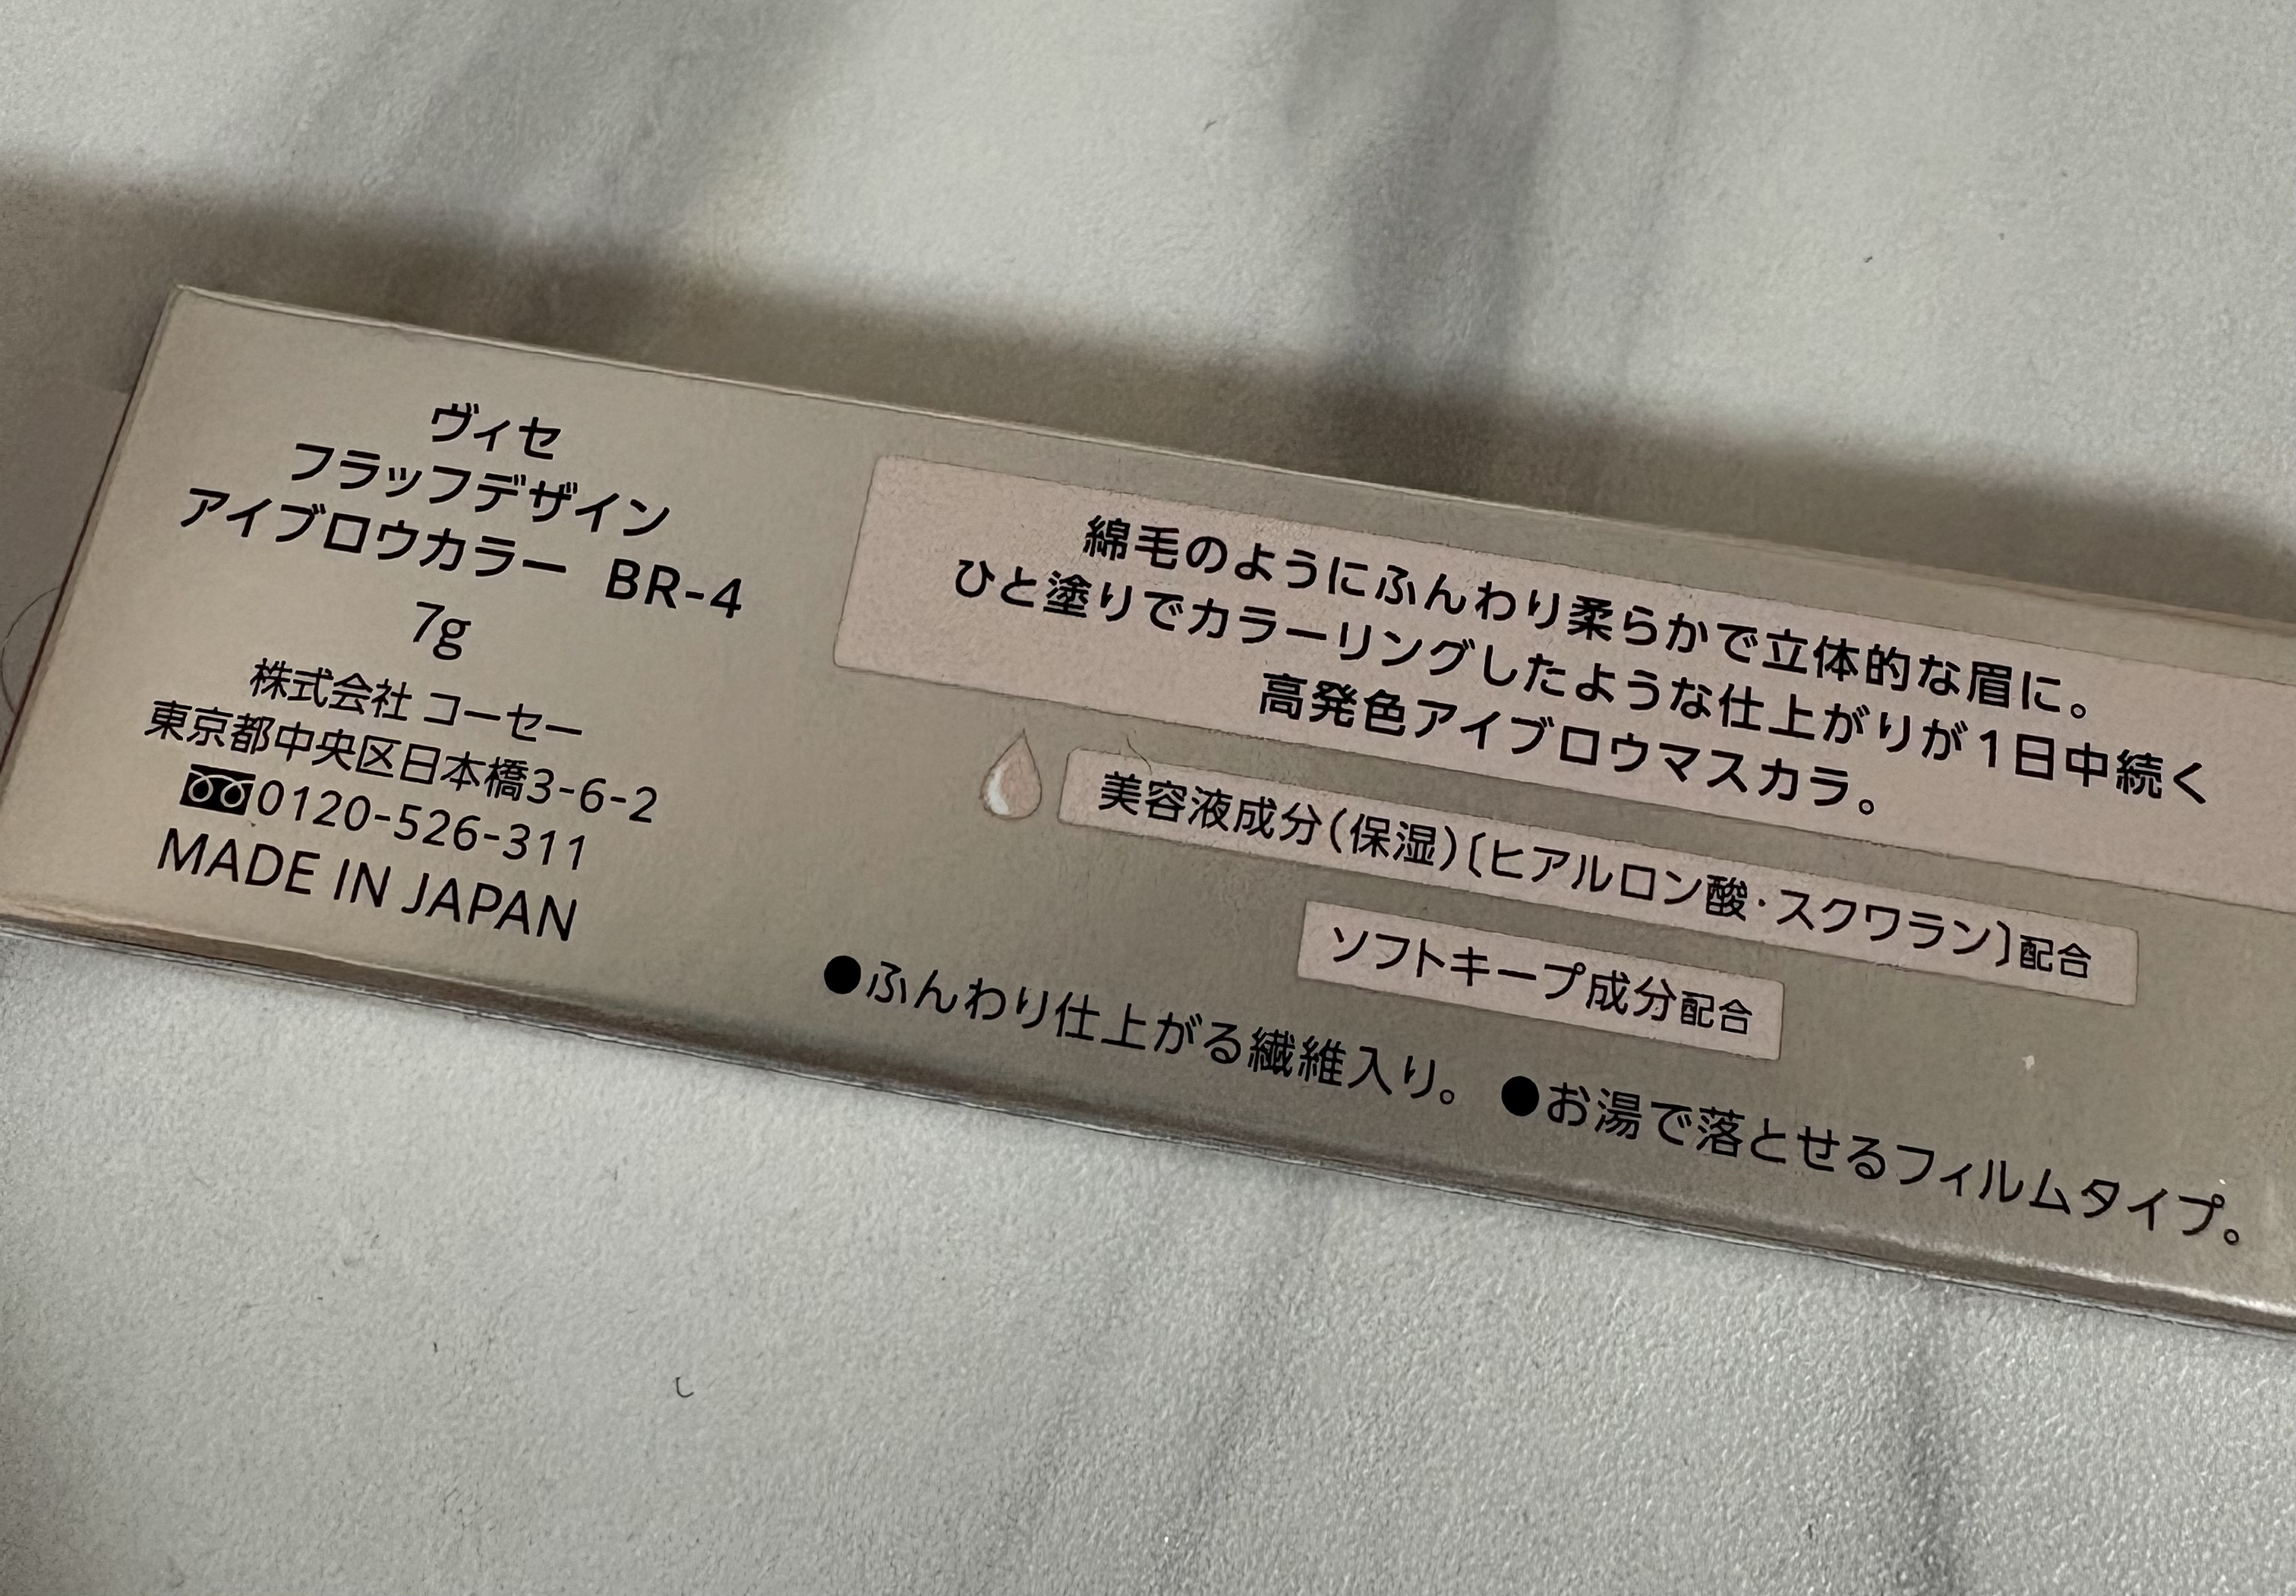 ヴィセ
フラッフデザイン
アイブロウカラー BR-4
7g
株式会社 コーセー
東京都中央区日本橋3-6-2
0120-526-311
MADE IN JAPAN
綿毛のようにふんわり柔らかで立体的な眉に。
ひと塗りでカラーリングしたような仕上がりが1日中続く
高発色アイブロウマスカラ。
美容液成分(保湿)〔ヒアルロン酸・スクワラン〕配合
ソフトキープ成分配合
●ふんわり仕上がる繊維入り。 ●お湯で落とせるフィルムタイプ。